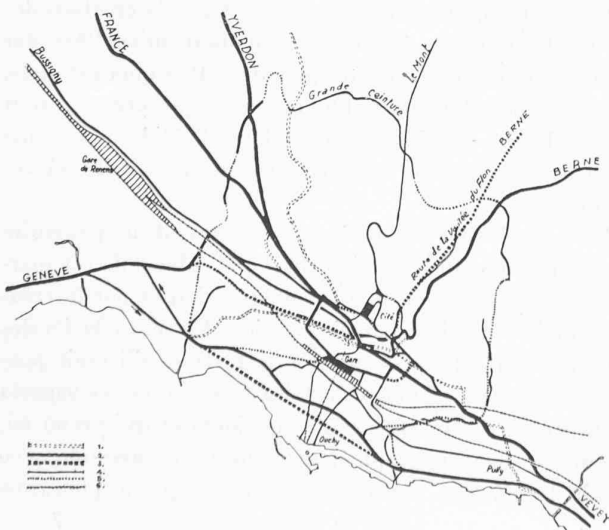 Bussigny
FRANCE
YVERDON
le Mont
Grande Ceinture
BERNE
BERNE
Route de la Vallée du Flon
Gare
de Renens
GENEVE
Cité
Gare
Ouchy
Pully
VEVEY
1.
2.
3.
4.
5.
6.
7